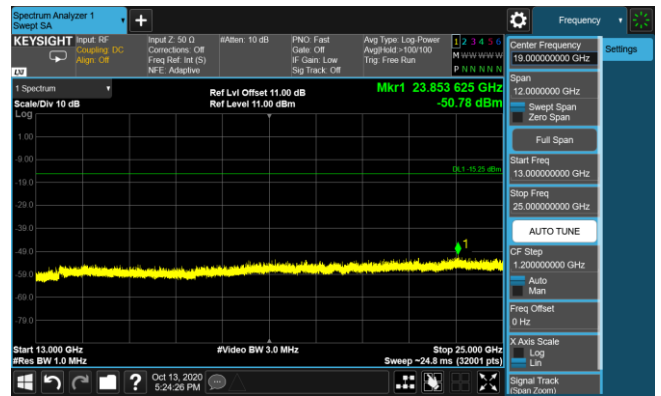 Spectrum Analyzer 1
Swept SA
+
Frequency
KEYSIGHT
Input: RF
Coupling: DC
Align: Off
Input Z: 50 Ω
Corrections: Off
Freq Ref: Int (S)
NFE: Adaptive
#Atten: 10 dB
PNO: Fast
Gate: Off
IF Gain: Low
Sig Track: Off
Avg Type: Log-Power
Avg|Hold:>100/100
Trig: Free Run
1 2 3 4 5 6
M W W W W W
P N N N N N
LXI
1 Spectrum
Scale/Div 10 dB
Log
Ref Lvl Offset 11.00 dB
Ref Level 11.00 dBm
Mkr1 23.853 625 GHz
-50.78 dBm
1.00
-9.00
DL1 -15.25 dBm
-19.0
-29.0
-39.0
-49.0
1
-59.0
-69.0
-79.0
Start 13.000 GHz
#Res BW 1.0 MHz
#Video BW 3.0 MHz
Stop 25.000 GHz
Sweep ~24.8 ms (32001 pts)
Oct 13, 2020
5:24:26 PM
?
Center Frequency
19.000000000 GHz
Settings
Span
12.0000000 GHz
Swept Span
Zero Span
Full Span
Start Freq
13.000000000 GHz
Stop Freq
25.000000000 GHz
AUTO TUNE
CF Step
1.200000000 GHz
Auto
Man
Freq Offset
0 Hz
X Axis Scale
Log
Lin
Signal Track
(Span Zoom)